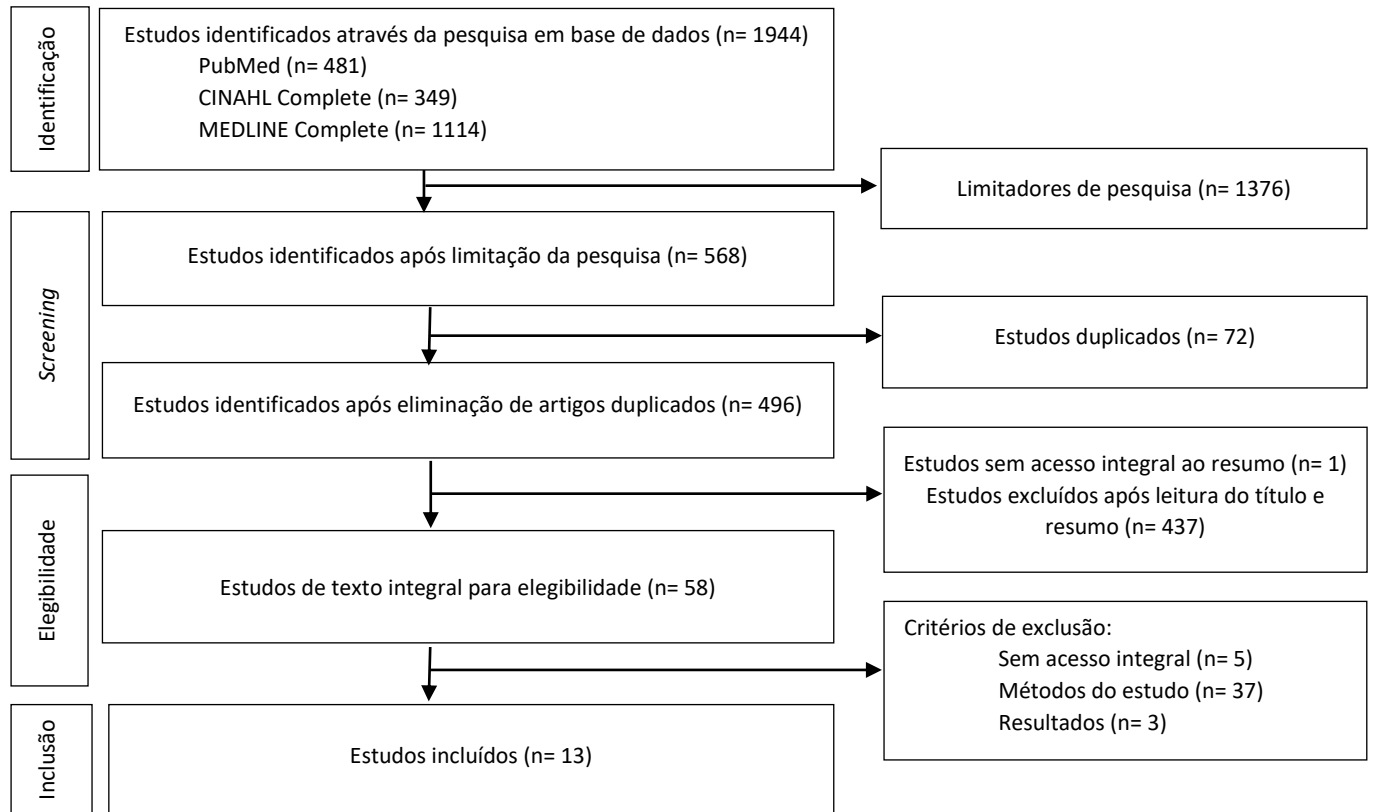 Identificação
Estudos identificados através da pesquisa em base de dados (n= 1944)
PubMed (n= 481)
CINAHL Complete (n= 349)
MEDLINE Complete (n= 1114)
Limitadores de pesquisa (n= 1376)
Screening
Estudos identificados após limitação da pesquisa (n= 568)
Estudos duplicados (n= 72)
Estudos identificados após eliminação de artigos duplicados (n= 496)
Estudos sem acesso integral ao resumo (n= 1)
Estudos excluídos após leitura do título e
resumo (n= 437)
Elegibilidade
Estudos de texto integral para elegibilidade (n= 58)
Critérios de exclusão:
Sem acesso integral (n= 5)
Métodos do estudo (n= 37)
Resultados (n= 3)
Inclusão
Estudos incluídos (n= 13)